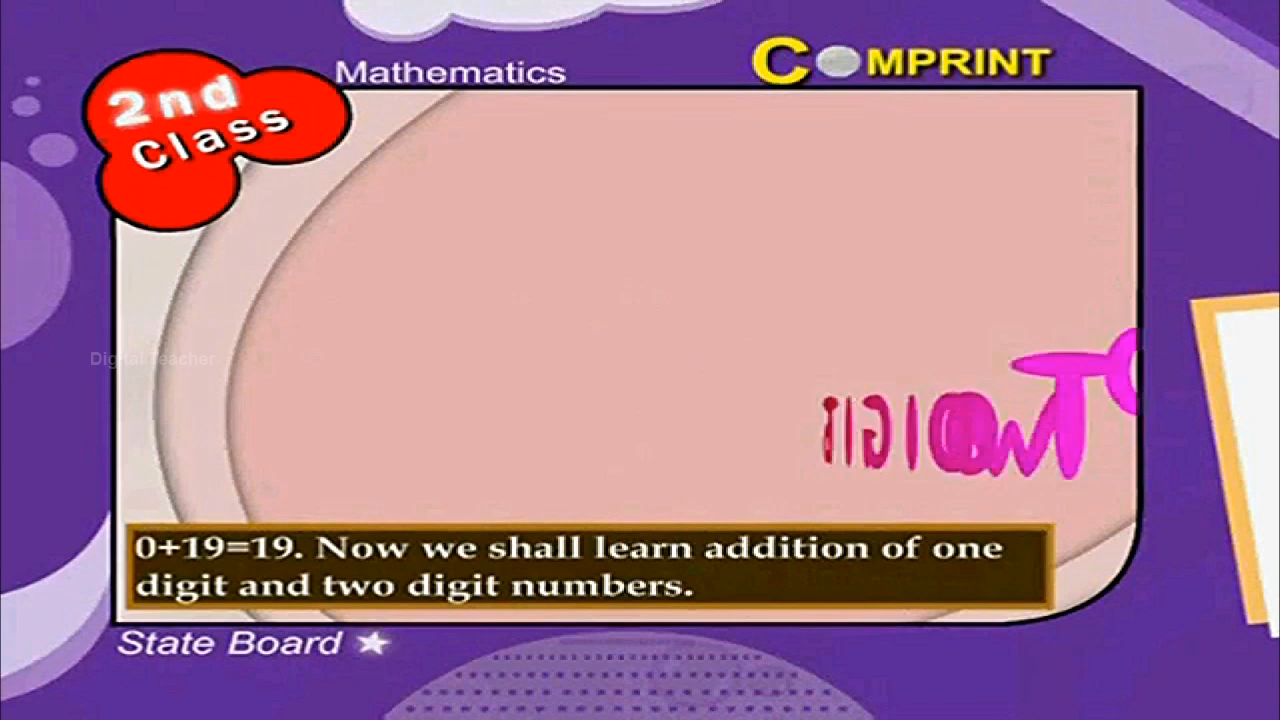 Mathematics
COMPRINT
2nd
Class
Digital Teacher
0+19=19. Now we shall learn addition of one
digit and two digit numbers.
State Board